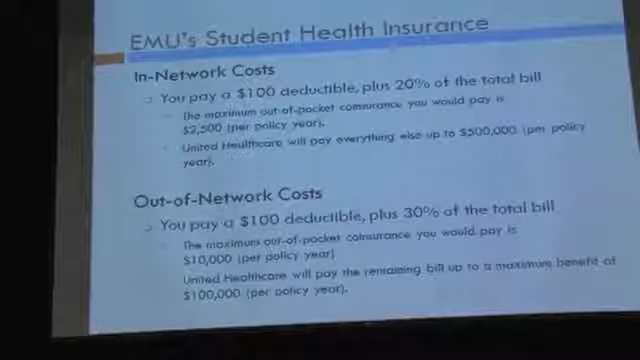 EMU's Student Health Insurance
In-Network Costs
You pay a $100 deductible, plus 20% of the total bill
The maximum out-of-pocket coinsurance you would pay is
$2,500 (per policy year).
United Healthcare will pay everything else up to $500,000 (pm policy
year).
Out-of-Network Costs
You pay a $100 deductible, plus 30% of the total bill
The maximum out-of-pocket coinsurance you would pay is
$10,000 (per policy year)
United Healthcare will pay the remaining bill up to a maximum benefit of
$100,000 (per policy year).